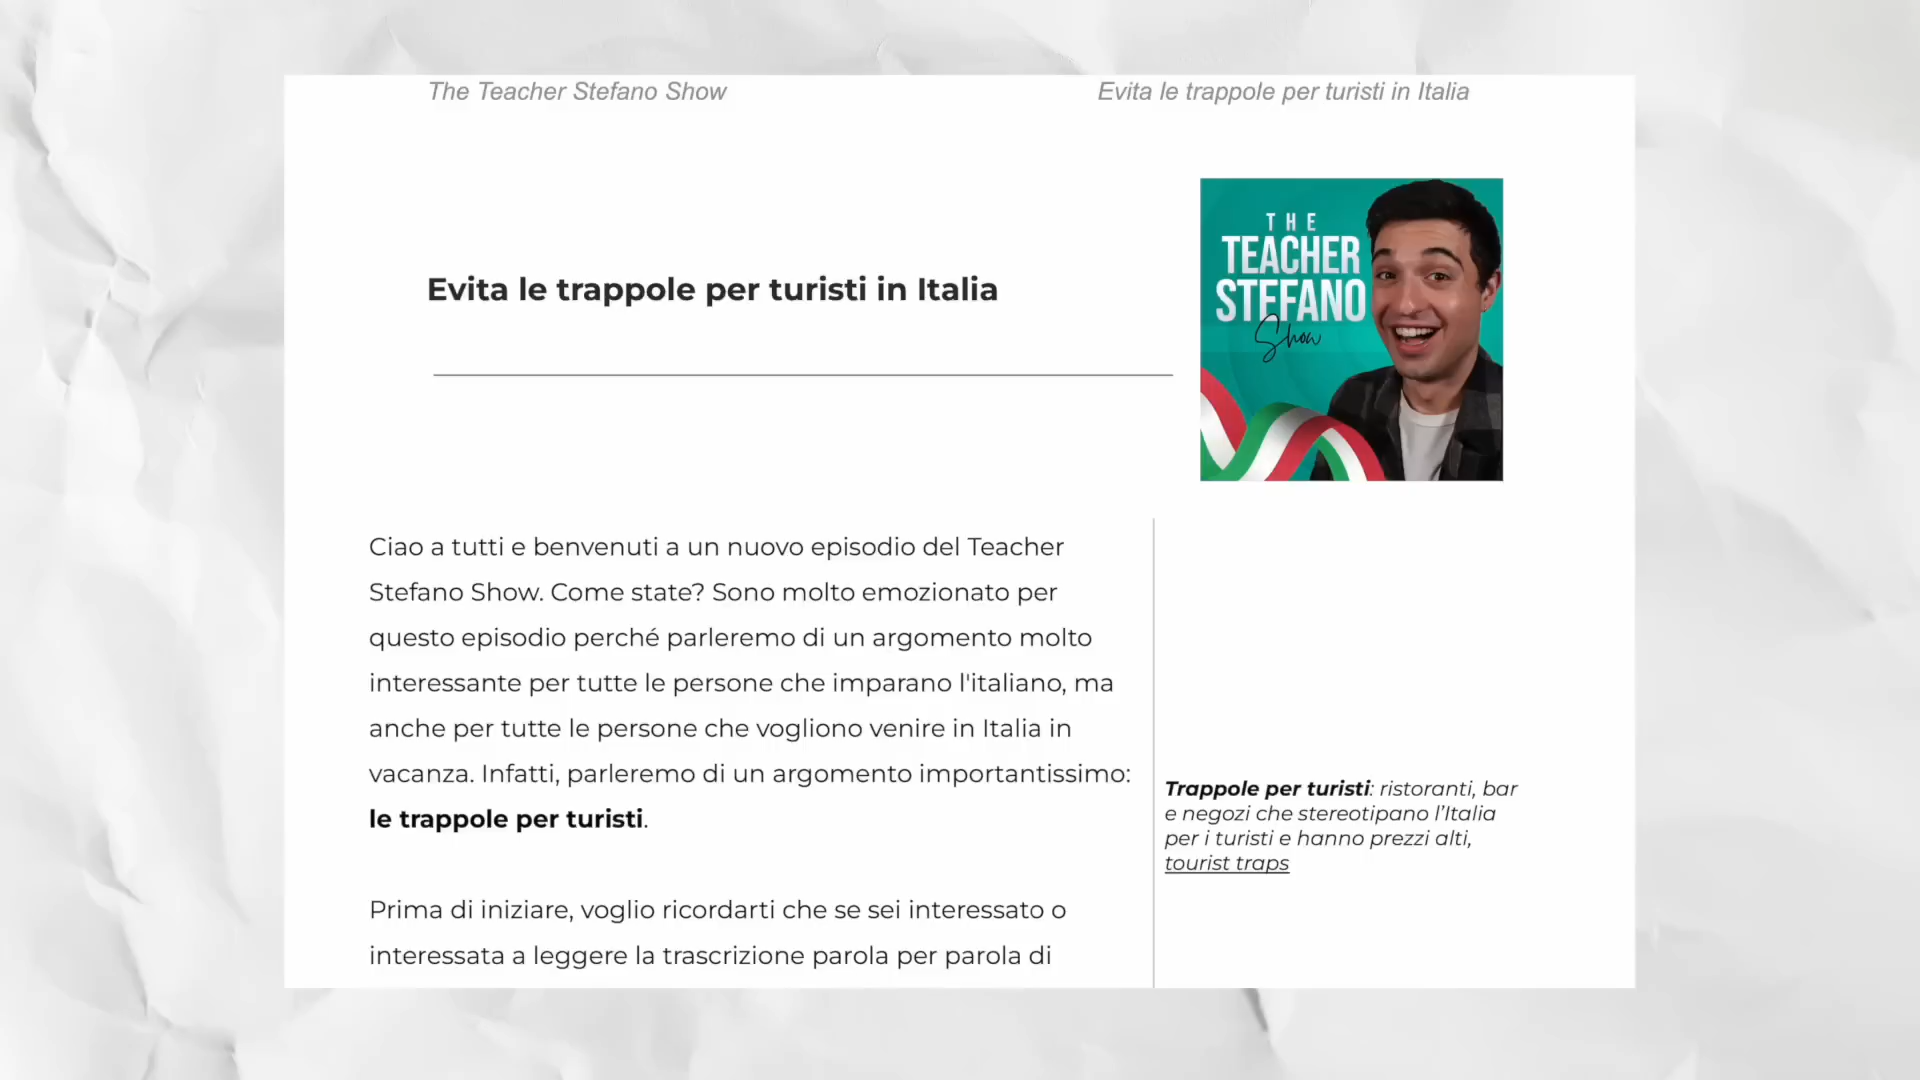 The Teacher Stefano Show
Evita le trappole per turisti in Italia
THE
TEACHER
STEFANO
Show
Evita le trappole per turisti in Italia
Ciao a tutti e benvenuti a un nuovo episodio del Teacher
Stefano Show. Come state? Sono molto emozionato per
questo episodio perché parleremo di un argomento molto
interessante per tutte le persone che imparano l'italiano, ma
anche per tutte le persone che vogliono venire in Italia in
vacanza. Infatti, parleremo di un argomento importantissimo:
le trappole per turisti.
Trappole per turisti: ristoranti, bar
e negozi che stereotipano l’Italia
per i turisti e hanno prezzi alti,
tourist traps
Prima di iniziare, voglio ricordarti che se sei interessato o
interessata a leggere la trascrizione parola per parola di